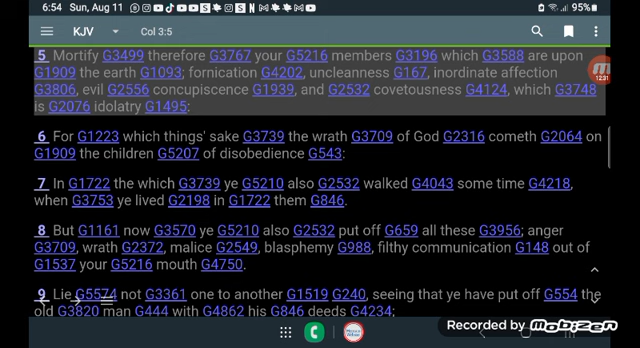 6:54 Sun, Aug 11 95%
KJV Col 3:5
5 Mortify G3499 therefore G3767 your G5216 members G3196 which G3588 are upon
G1909 the earth G1093; fornication G4202, uncleanness G167, inordinate affection
G3806, evil G2556 concupiscence G1939, and G2532 covetousness G4124, which G3748
is G2076 idolatry G1495:
12:31
6 For G1223 which things' sake G3739 the wrath G3709 of God G2316 cometh G2064 on
G1909 the children G5207 of disobedience G543:
7 In G1722 the which G3739 ye G5210 also G2532 walked G4043 some time G4218,
when G3753 ye lived G2198 in G1722 them G846.
8 But G1161 now G3570 ye G5210 also G2532 put off G659 all these G3956; anger
G3709, wrath G2372, malice G2549, blasphemy G988, filthy communication G148 out of
G1537 your G5216 mouth G4750.
9 Lie G5574 not G3361 one to another G1519 G240, seeing that ye have put off G554 the
old G3820 man G444 with G4862 his G846 deeds G4234;
Recorded by mobizen